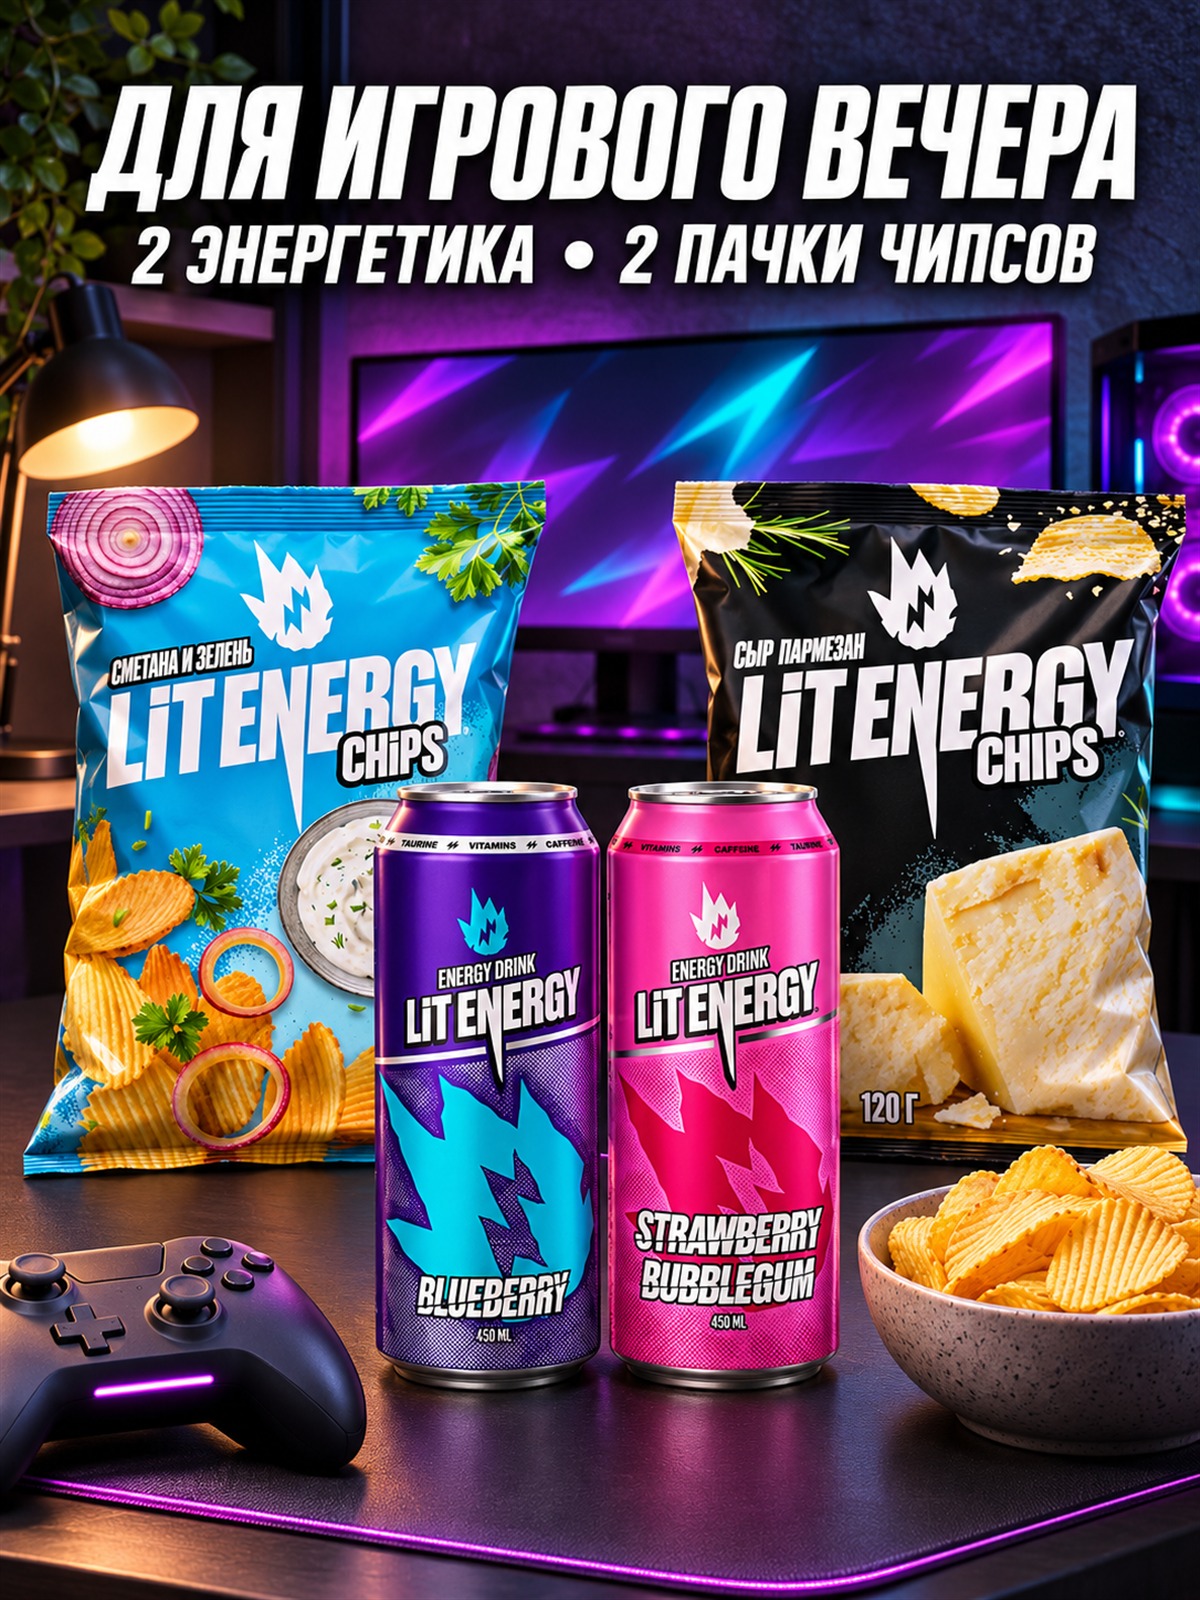 ДЛЯ ИГРОВОГО ВЕЧЕРА
2 ЭНЕРГЕТИКА • 2 ПАЧКИ ЧИПСОВ
СМЕТАНА И ЗЕЛЕНЬ
LiT ENERGY
CHiPS
СЫР ПАРМЕЗАН
LiT ENERGY
CHIPS
120 Г
TAURINE VITAMINS CAFFEINE
ENERGY DRINK
LiT ENERGY
BLUEBERRY
450 ML
VITAMINS CAFFEINE TAURINE
ENERGY DRINK
LiT ENERGY
STRAWBERRY
BUBBLEGUM
450 ML